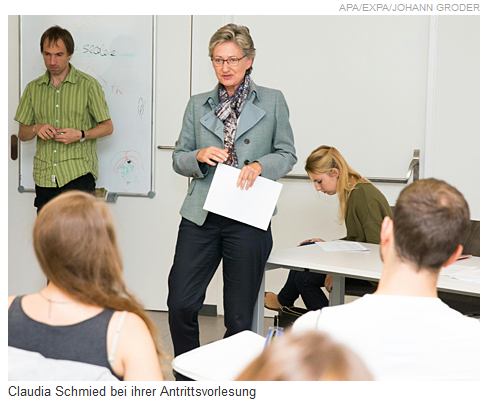 APA/EXPA/JOHANN GRODER
Claudia Schmied bei ihrer Antrittsvorlesung